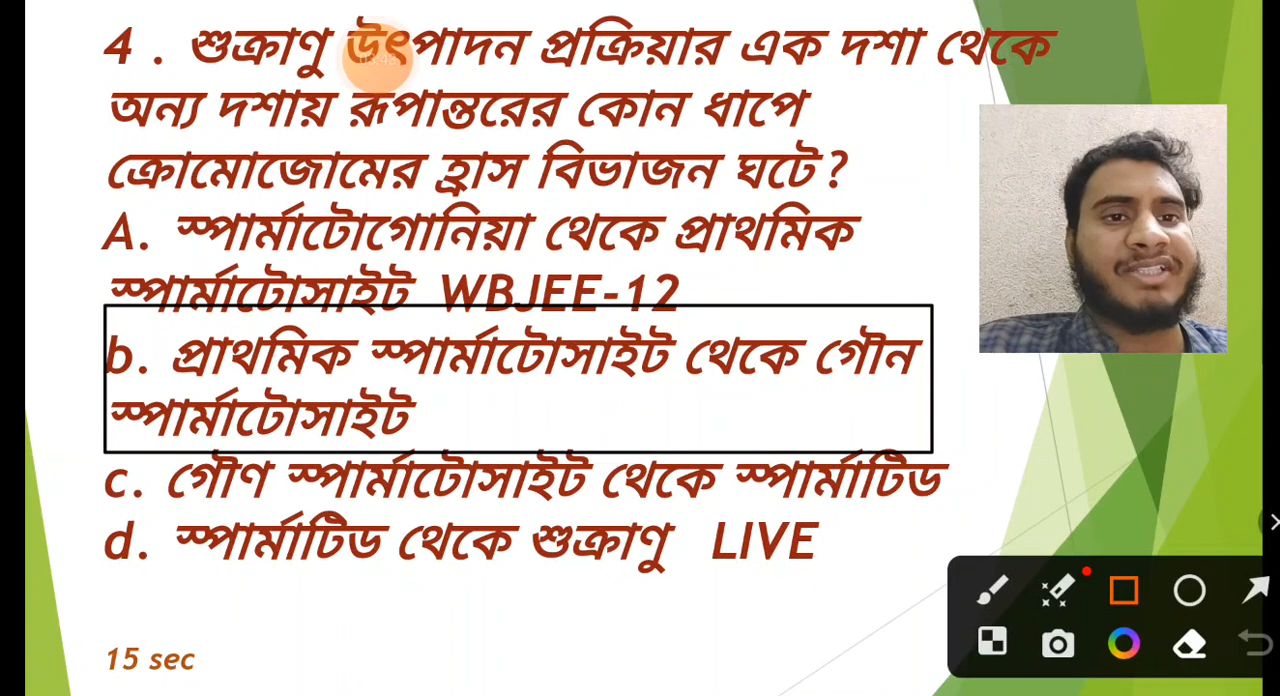 4 . শুক্রাণু উৎপাদন প্রক্রিয়ার এক দশা থেকে
অন্য দশায় রূপান্তরের কোন ধাপে
ক্রোমোজোমের হ্রাস বিভাজন ঘটে?
A. স্পার্মাটোগোনিয়া থেকে প্রাথমিক
স্পার্মাটোসাইট WBJEE-12
b. প্রাথমিক স্পার্মাটোসাইট থেকে গৌন
স্পার্মাটোসাইট
c. গৌণ স্পার্মাটোসাইট থেকে স্পার্মাটিড
d. স্পার্মাটিড থেকে শুক্রাণু LIVE
15 sec